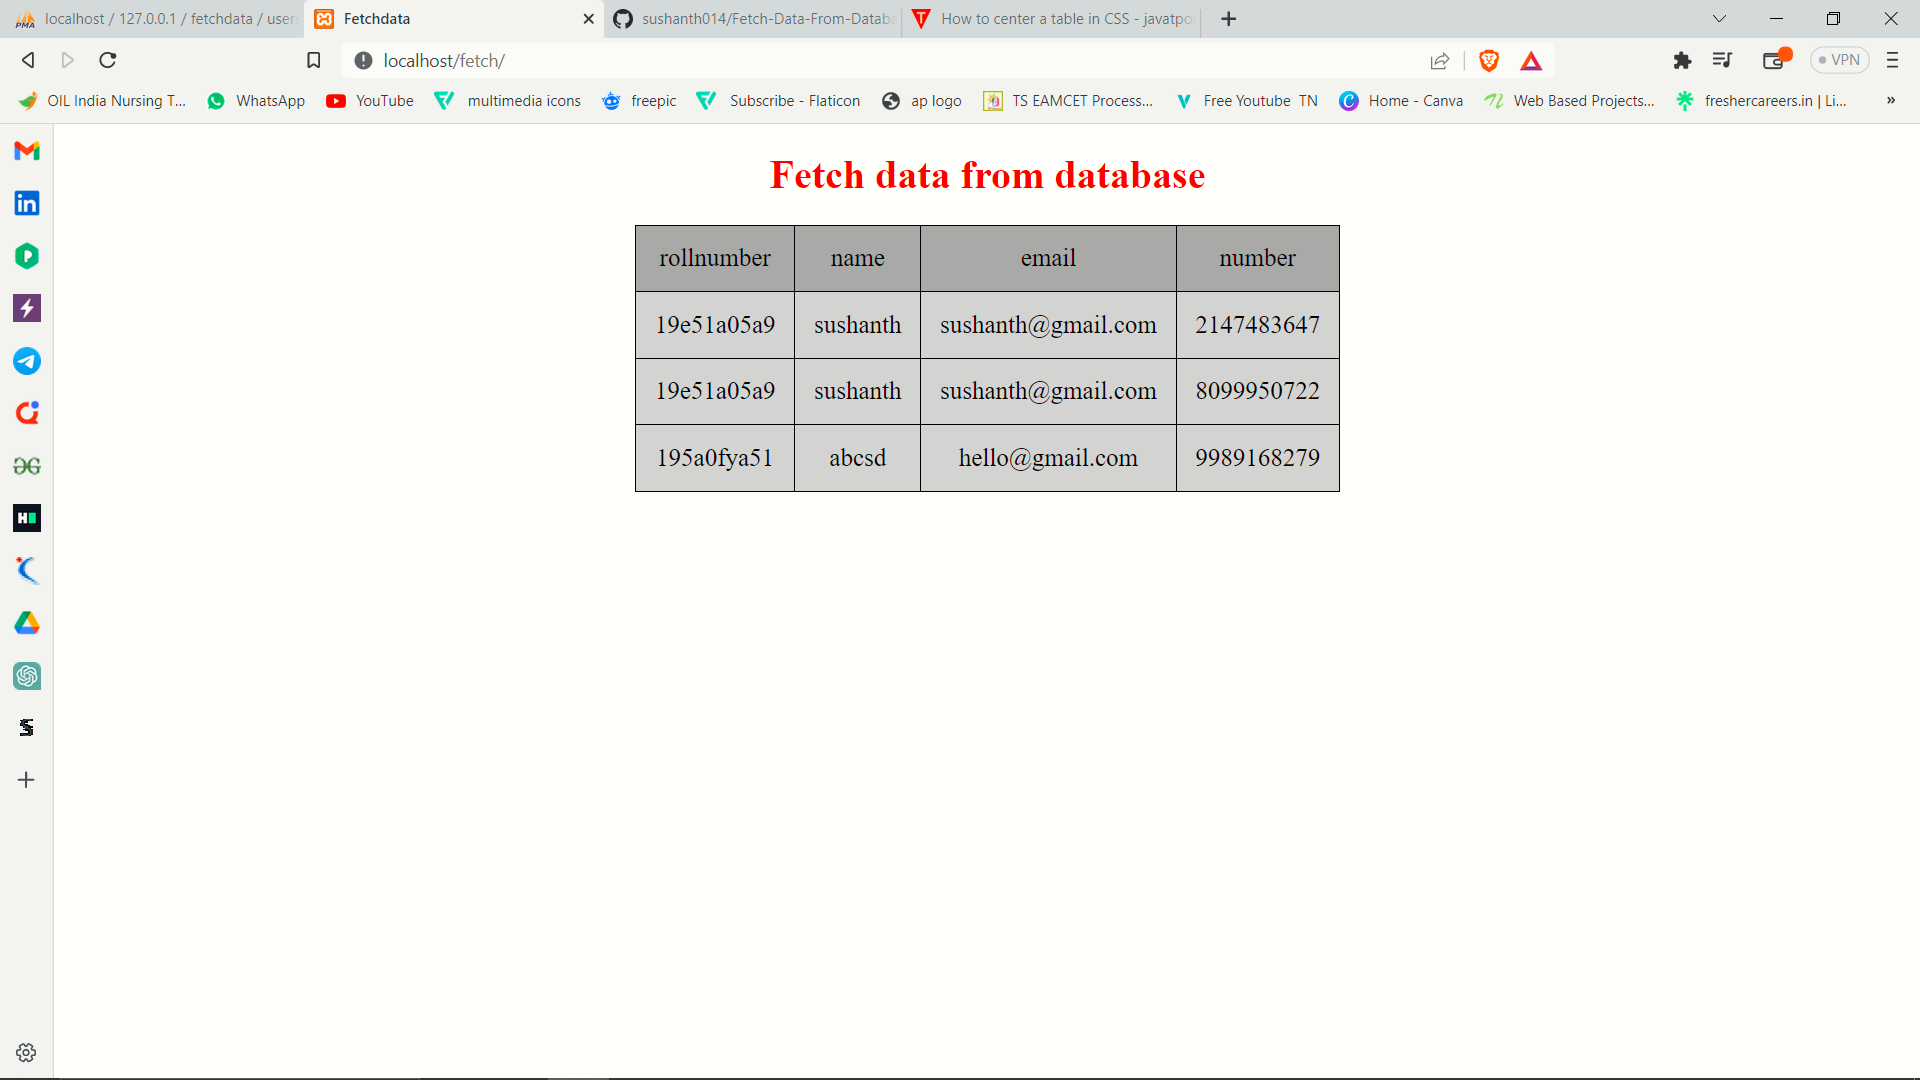 localhost / 127.0.0.1 / fetchdata / users
Fetchdata
sushanth014/Fetch-Data-From-Databa
How to center a table in CSS - javatpoi
localhost/fetch/
VPN
OIL India Nursing T...
WhatsApp
YouTube
multimedia icons
freepic
Subscribe - Flaticon
ap logo
TS EAMCET Process...
Free Youtube TN
Home - Canva
Web Based Projects...
freshercareers.in | Li...
Fetch data from database
rollnumber name email number
19e51a05a9 sushanth sushanth@gmail.com 2147483647
19e51a05a9 sushanth sushanth@gmail.com 8099950722
195a0fya51 abcsd hello@gmail.com 9989168279